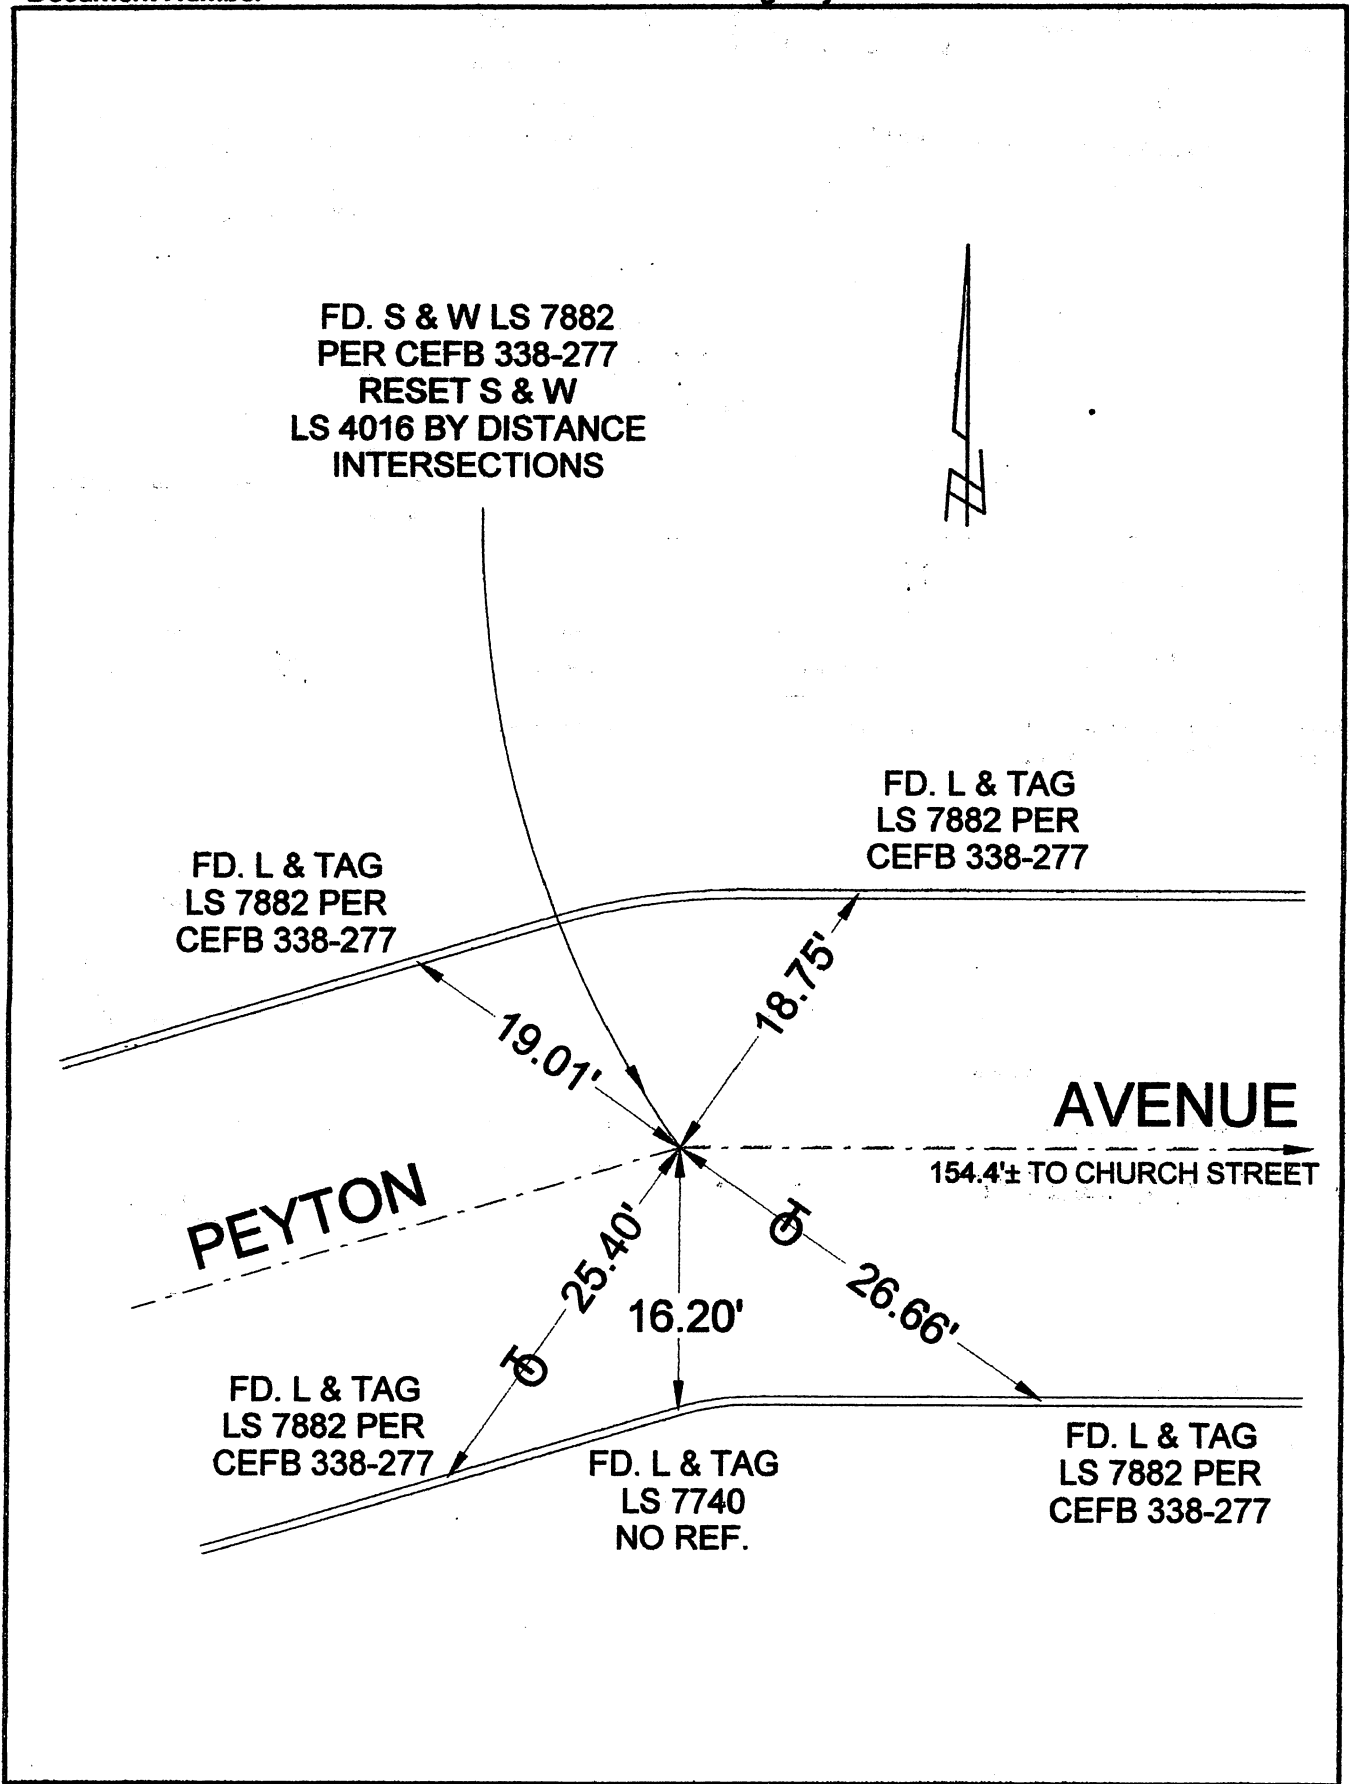 FD. S & W LS 7882
PER CEFB 338-277
RESET S & W
LS 4016 BY DISTANCE
INTERSECTIONS
FD. L & TAG
LS 7882 PER
CEFB 338-277
FD. L & TAG
LS 7882 PER
CEFB 338-277
18.75'
19.01'
AVENUE
154.4'± TO CHURCH STREET
PEYTON
25.40'
16.20'
26.66'
FD. L & TAG
LS 7882 PER
CEFB 338-277
FD. L & TAG
LS 7740
NO REF.
FD. L & TAG
LS 7882 PER
CEFB 338-277